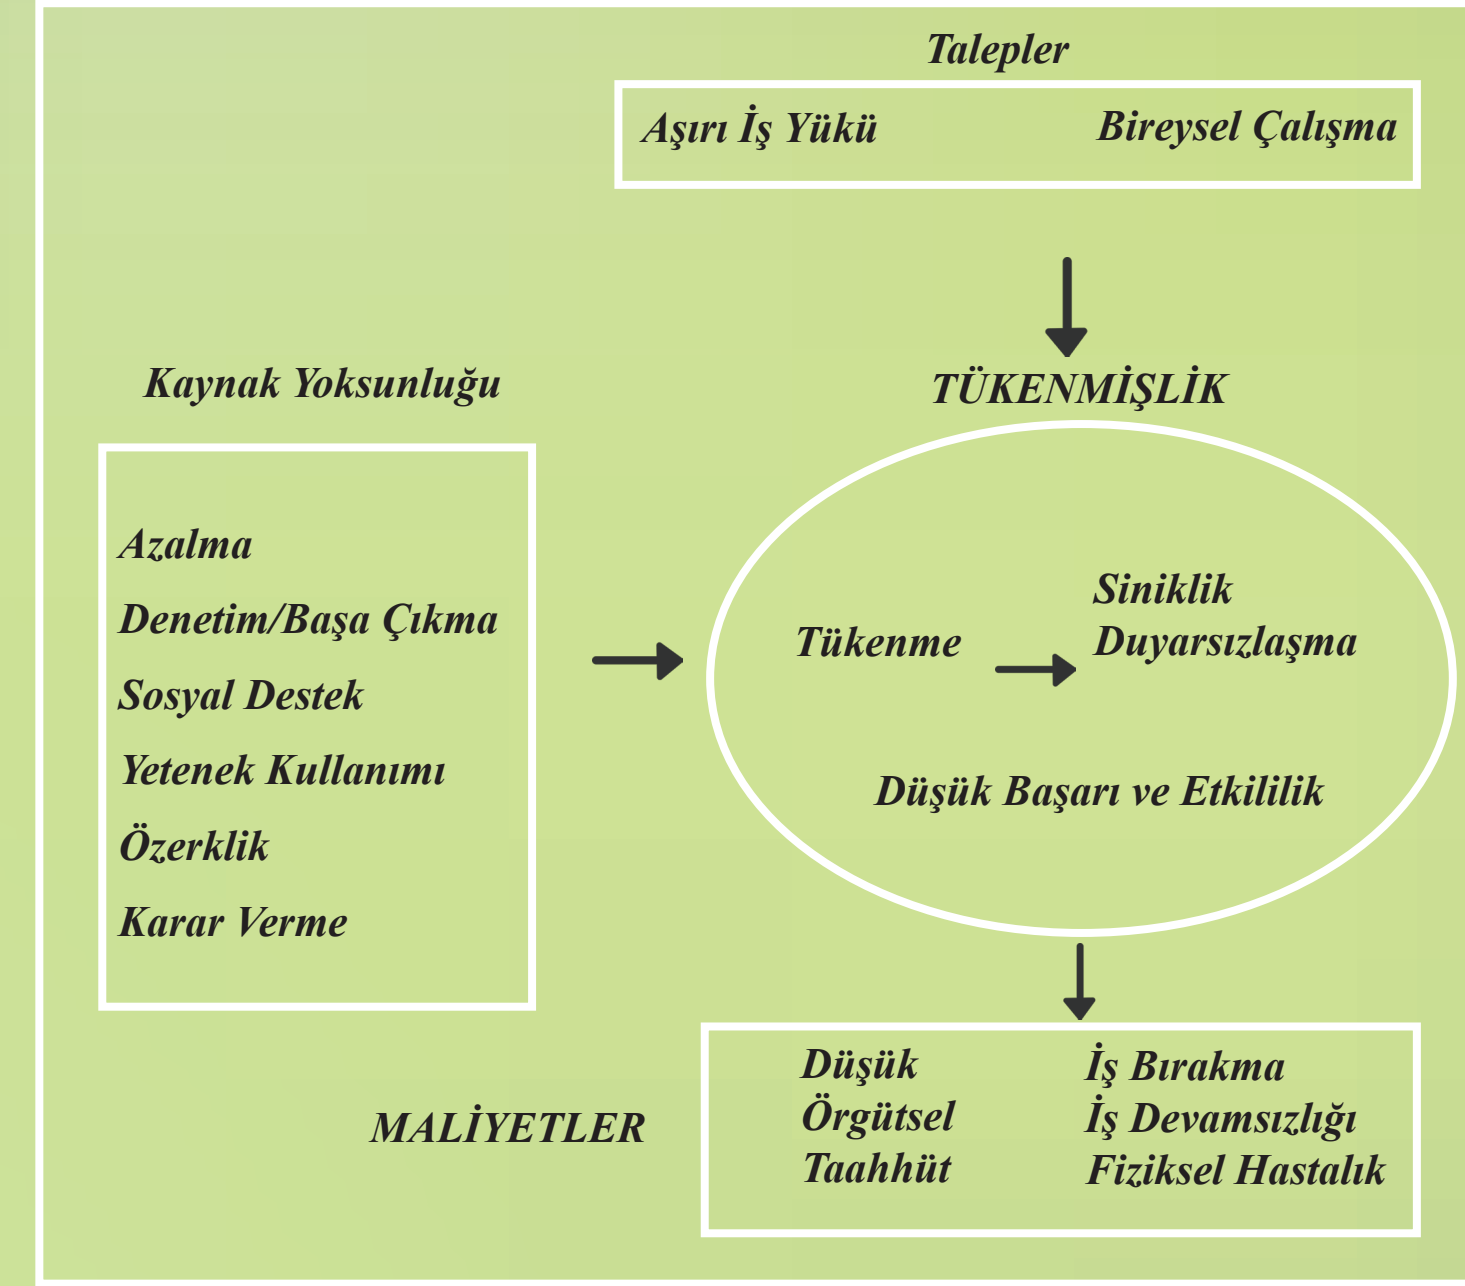 Talepler
Aşırı İş Yükü
Bireysel Çalışma
Kaynak Yoksunluğu
Azalma
Denetim/Başa Çıkma
Sosyal Destek
Yetenek Kullanımı
Özerklik
Karar Verme
TÜKENMİŞLİK
Tükenme
Siniklik
Duyarsızlaşma
Düşük Başarı ve Etkililik
MALİYETLER
Düşük
Örgütsel
Taahhüt
İş Bırakma
İş Devamsızlığı
Fiziksel Hastalık